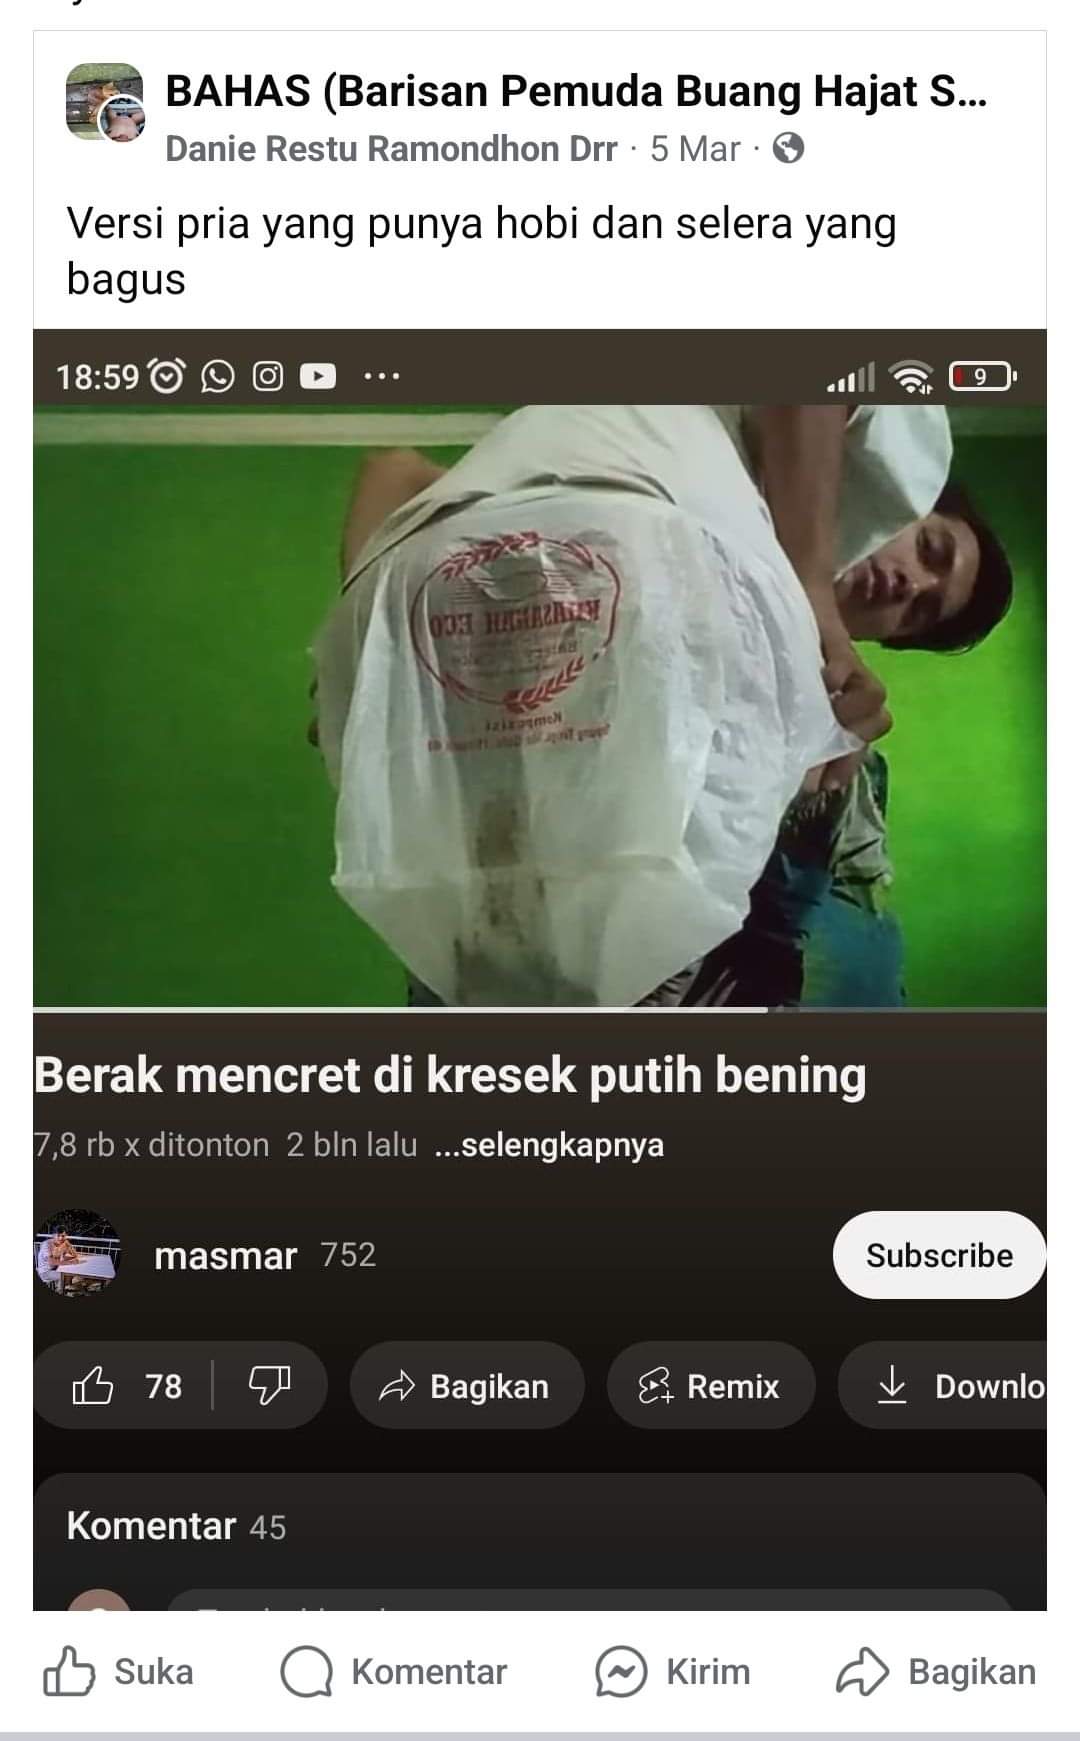 BAHAS (Barisan Pemuda Buang Hajat S...
Danie Restu Ramondhon Drr · 5 Mar ·
Versi pria yang punya hobi dan selera yang
bagus
18:59
9
ECO
Berak mencret di kresek putih bening
7,8 rb x ditonton 2 bln lalu ...selengkapnya
masmar 752
Subscribe
78
Bagikan
Remix
Downlo
Komentar 45
Suka
Komentar
Kirim
Bagikan